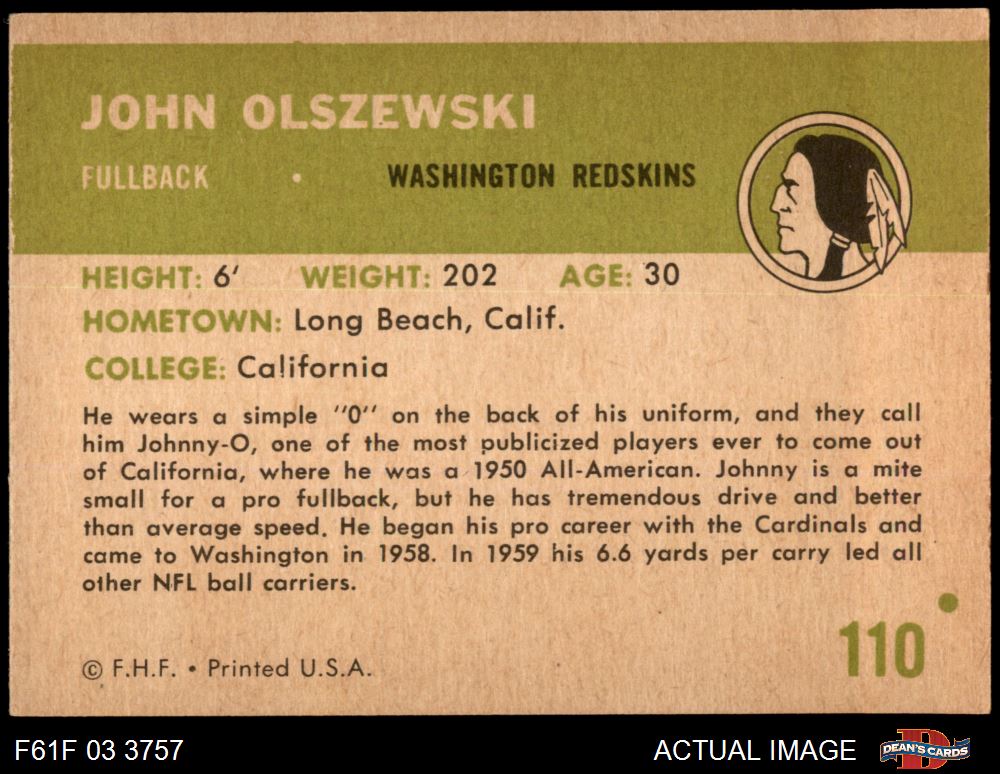 JOHN OLSZEWSKI
FULLBACK • WASHINGTON REDSKINS
HEIGHT: 6' WEIGHT: 202 AGE: 30
HOMETOWN: Long Beach, Calif.
COLLEGE: California
He wears a simple "0" on the back of his uniform, and they call
him Johnny-O, one of the most publicized players ever to come out
of California, where he was a 1950 All-American. Johnny is a mite
small for a pro fullback, but he has tremendous drive and better
than average speed. He began his pro career with the Cardinals and
came to Washington in 1958. In 1959 his 6.6 yards per carry led all
other NFL ball carriers.
110
© F.H.F. • Printed U.S.A.
F61F 03 3757 ACTUAL IMAGE DEAN'S CARDS